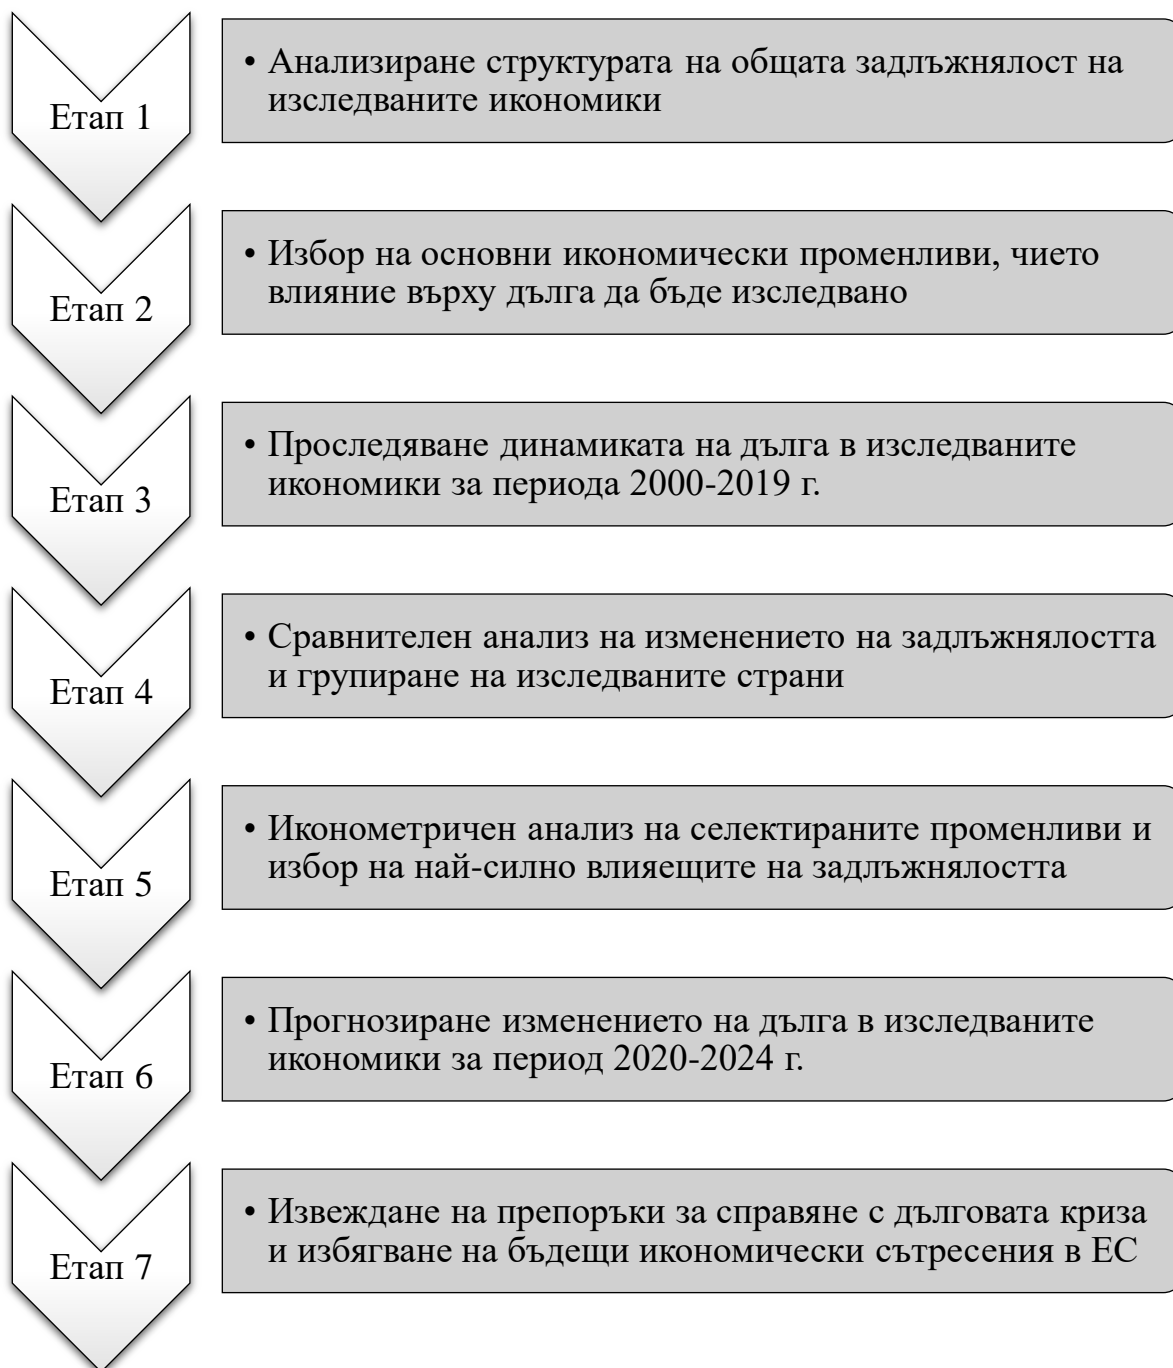 Етап 1
• Анализиране структурата на общата задлъжнялост на
изследваните икономики
Етап 2
• Избор на основни икономически променливи, чието
влияние върху дълга да бъде изследвано
Етап 3
• Проследяване динамиката на дълга в изследваните
икономики за периода 2000-2019 г.
Етап 4
• Сравнителен анализ на изменението на задлъжнялостта
и групиране на изследваните страни
Етап 5
• Иконометричен анализ на селектираните променливи и
избор на най-силно влияещите на задлъжнялостта
Етап 6
• Прогнозиране изменението на дълга в изследваните
икономики за период 2020-2024 г.
Етап 7
• Извеждане на препоръки за справяне с дълговата криза
и избягване на бъдещи икономически сътресения в ЕС